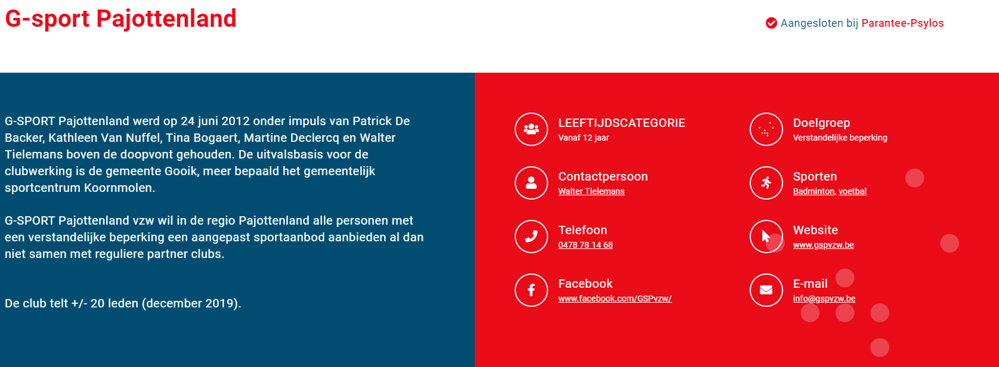 G-sport Pajottenland
Aangesloten bij Parantee-Psylos
G-SPORT Pajottenland werd op 24 juni 2012 onder impuls van Patrick De
Backer, Kathleen Van Nuffel, Tina Bogaert, Martine Declercq en Walter
Tielemans boven de doopvont gehouden. De uitvalsbasis voor de
clubwerking is de gemeente Gooik, meer bepaald het gemeentelijk
sportcentrum Koornmolen.
G-SPORT Pajottenland vzw wil in de regio Pajottenland alle personen met
een verstandelijke beperking een aangepast sportaanbod aanbieden al dan
niet samen met reguliere partner clubs.
De club telt +/- 20 leden (december 2019).
LEEFTIJDSCATEGORIE
Vanaf 12 jaar
Doelgroep
Verstandelijke beperking
Contactpersoon
Walter Tielemans
Sporten
Badminton, voetbal
Telefoon
0478 78 14 68
Website
www.gspvzw.be
Facebook
www.facebook.com/GSPvzw/
E-mail
info@gspvzw.be